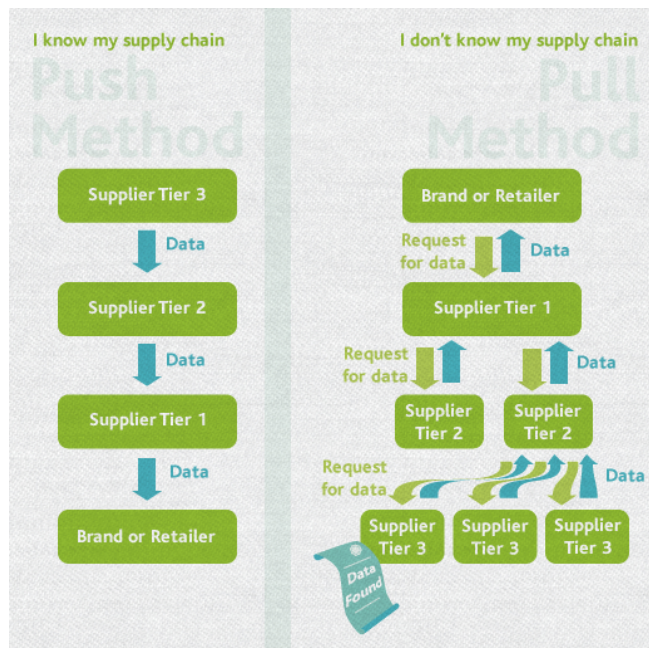 I know my supply chain
Push
Method
Supplier Tier 3
Data
Supplier Tier 2
Data
Supplier Tier 1
Data
Brand or Retailer
I don't know my supply chain
Pull
Method
Brand or Retailer
Request
for data
Data
Supplier Tier 1
Request
for data
Data
Supplier
Tier 2
Supplier
Tier 2
Request
for data
Data
Supplier
Tier 3
Supplier
Tier 3
Supplier
Tier 3
Data
Found